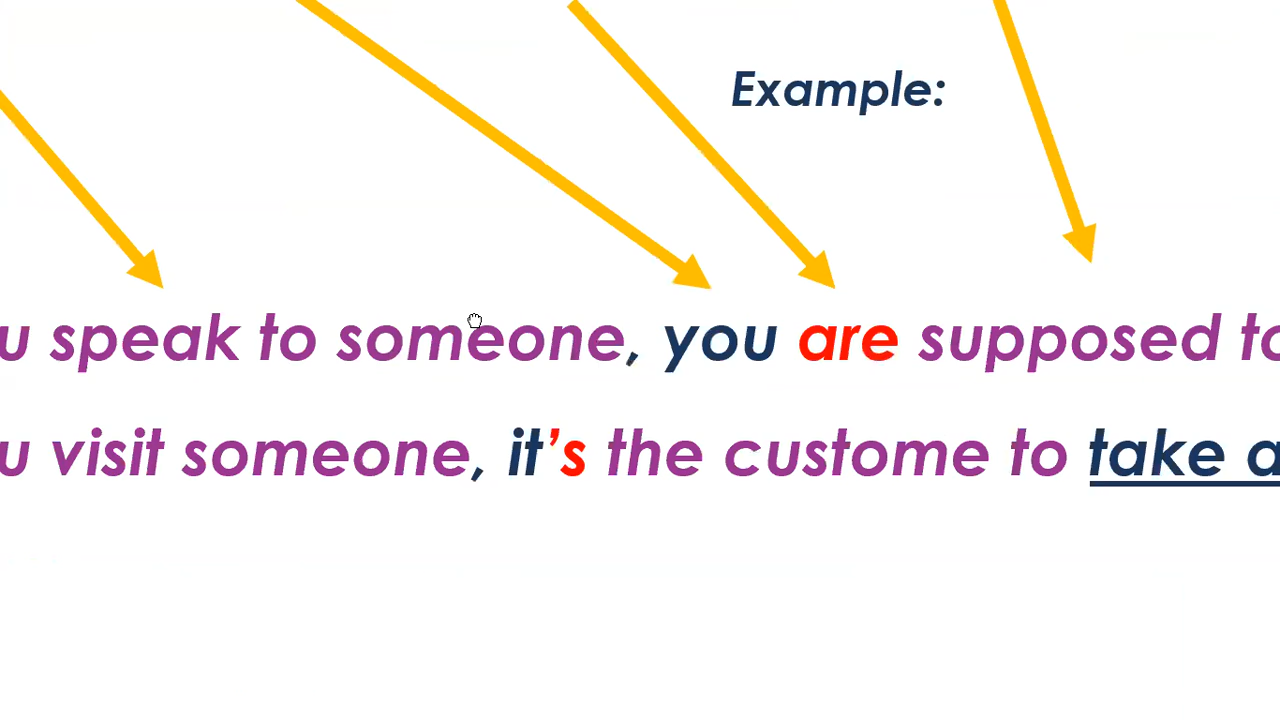 Example:
u speak to someone, you are supposed to
u visit someone, it's the custome to take a